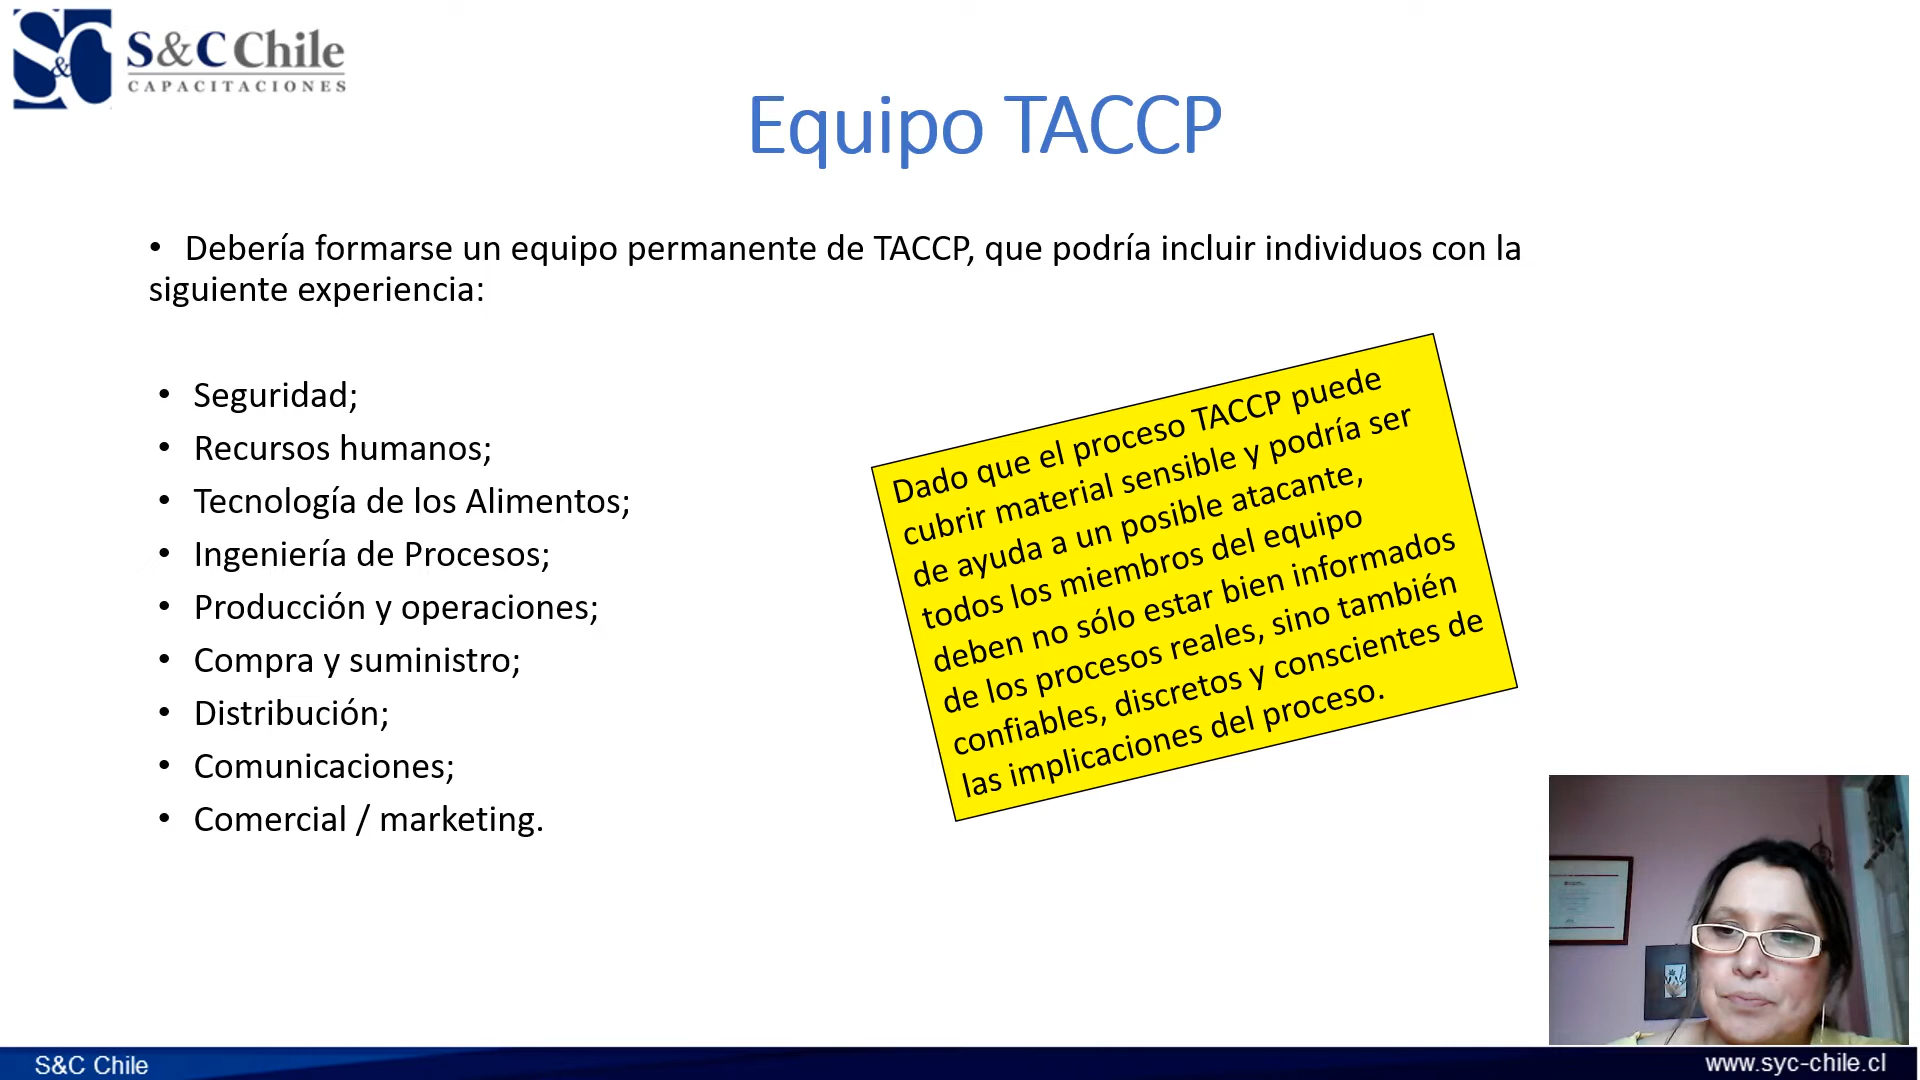 S&C
S&C Chile
CAPACITACIONES
Equipo TACCP
• Debería formarse un equipo permanente de TACCP, que podría incluir individuos con la
siguiente experiencia:
• Seguridad;
• Recursos humanos;
• Tecnología de los Alimentos;
• Ingeniería de Procesos;
• Producción y operaciones;
• Compra y suministro;
• Distribución;
• Comunicaciones;
• Comercial / marketing.
Dado que el proceso TACCP puede
cubrir material sensible y podría ser
de ayuda a un posible atacante,
todos los miembros del equipo
deben no sólo estar bien informados
de los procesos reales, sino también
confiables, discretos y conscientes de
las implicaciones del proceso.
S&C Chile
www.syc-chile.cl